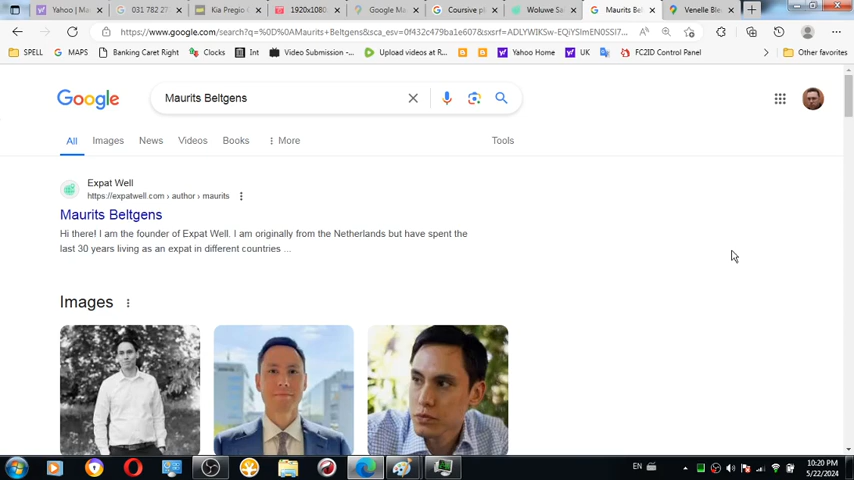 Yahoo | Ma
031 782 27
Kia Pregio
1920x1080
Google Ma
Coursive pl
Woluwe Sa
Maurits Bel
Venelle Ble
https://www.google.com/search?q=%0D%0AMaurits+Beltgens&sca_esv=0f432c479ba1e607&sxsrf=ADLYWIKSw-EQiYSlmEN0SSI7...
SPELL
MAPS
Banking Caret Right
Clocks
Int
Video Submission -...
Upload videos at R...
Yahoo Home
UK
FC2ID Control Panel
Other favorites
Google
Maurits Beltgens
All
Images
News
Videos
Books
More
Tools
Expat Well
https://expatwell.com › author › maurits
Maurits Beltgens
Hi there! I am the founder of Expat Well. I am originally from the Netherlands but have spent the
last 30 years living as an expat in different countries ...
Images
EN
10:20 PM
5/22/2024